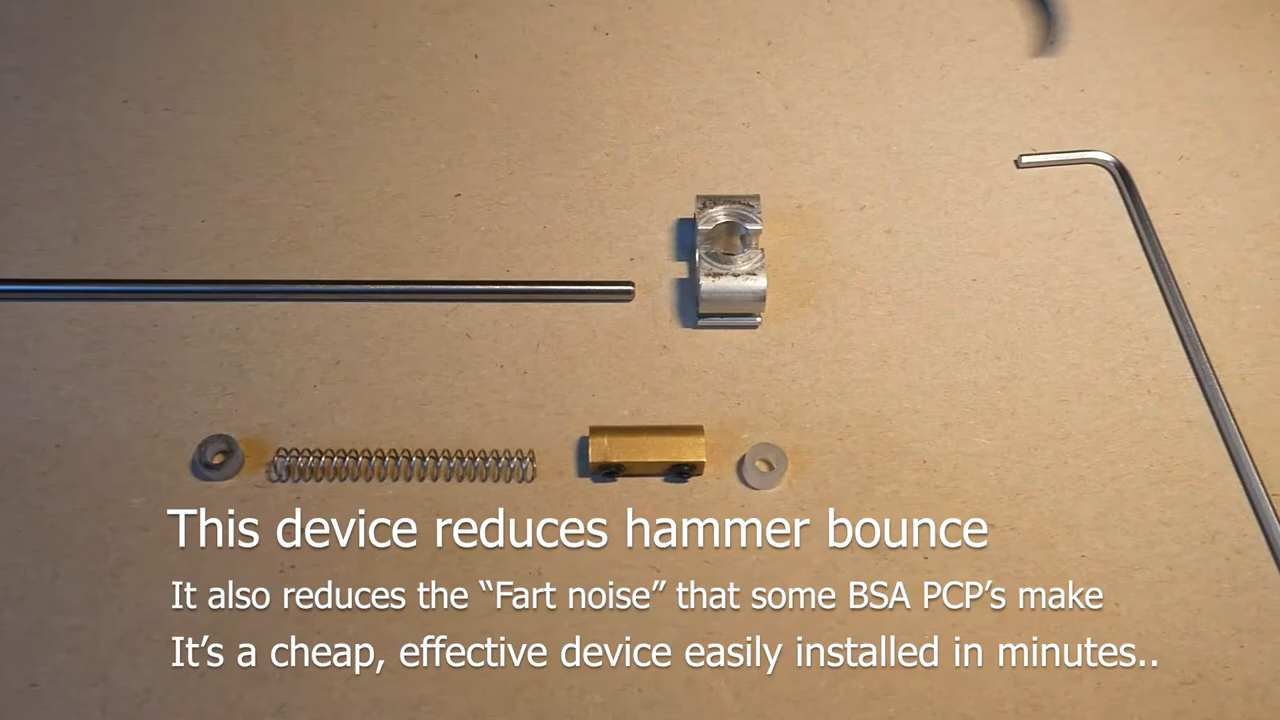 This device reduces hammer bounce
It also reduces the “Fart noise” that some BSA PCP’s make
It’s a cheap, effective device easily installed in minutes..